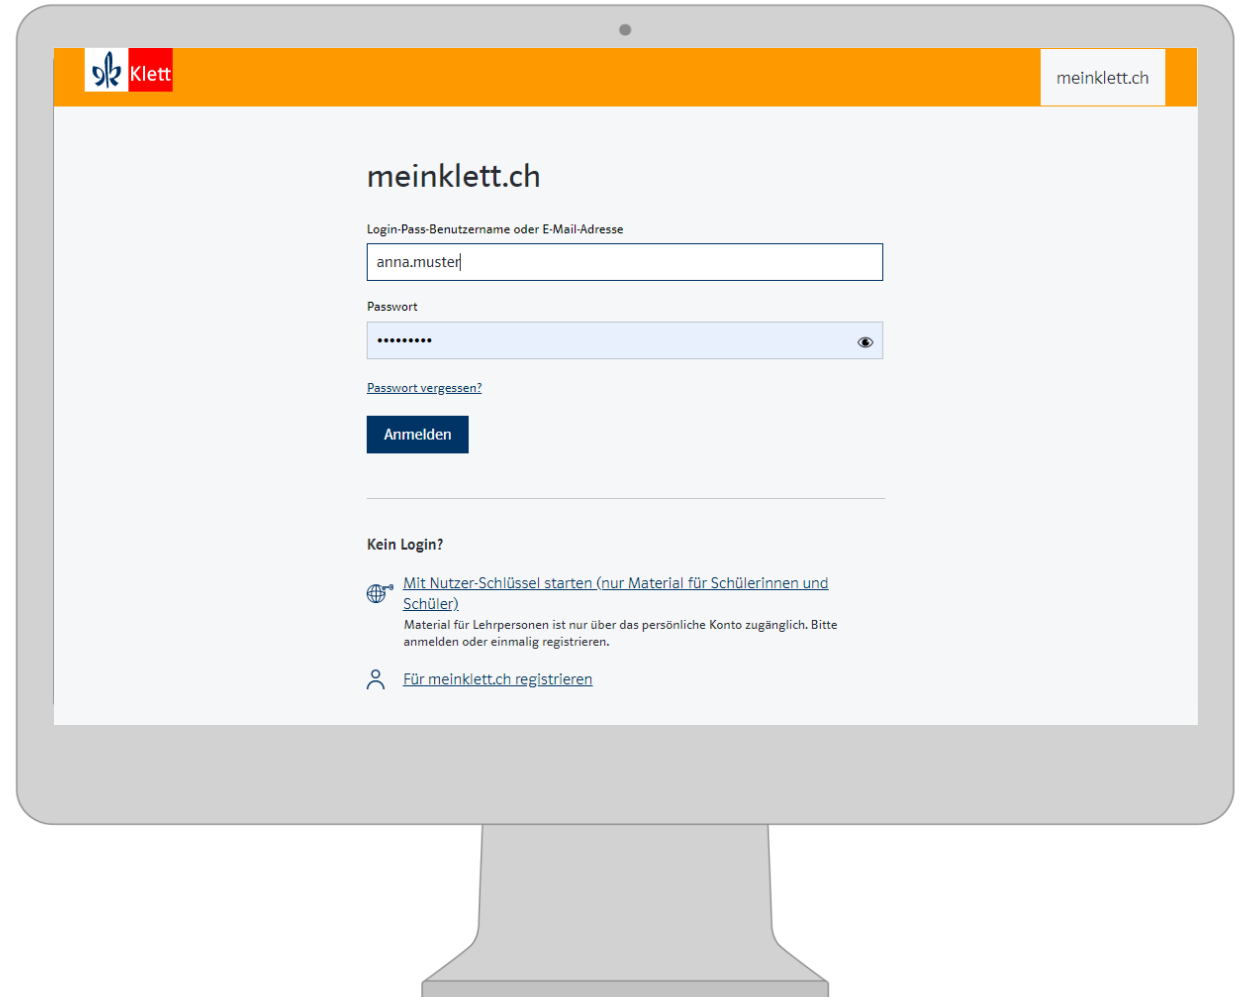 Klett
meinklett.ch
meinklett.ch
Login-Pass-Benutzername oder E-Mail-Adresse
anna.muster
Passwort
•••••••••
Passwort vergessen?
Anmelden
Kein Login?
Mit Nutzer-Schlüssel starten (nur Material für Schülerinnen und
Schüler)
Material für Lehrpersonen ist nur über das persönliche Konto zugänglich. Bitte
anmelden oder einmalig registrieren.
Für meinklett.ch registrieren